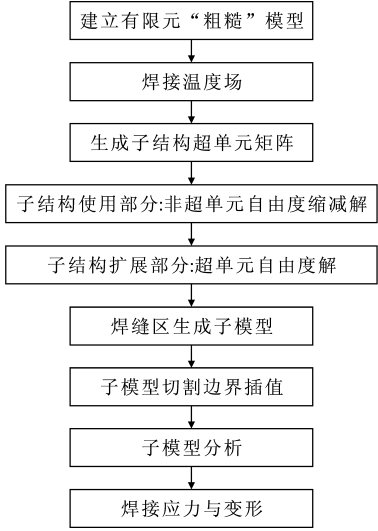 建立有限元“粗糙”模型
焊接温度场
生成子结构超单元矩阵
子结构使用部分:非超单元自由度缩减解
子结构扩展部分:超单元自由度解
焊缝区生成子模型
子模型切割边界插值
子模型分析
焊接应力与变形